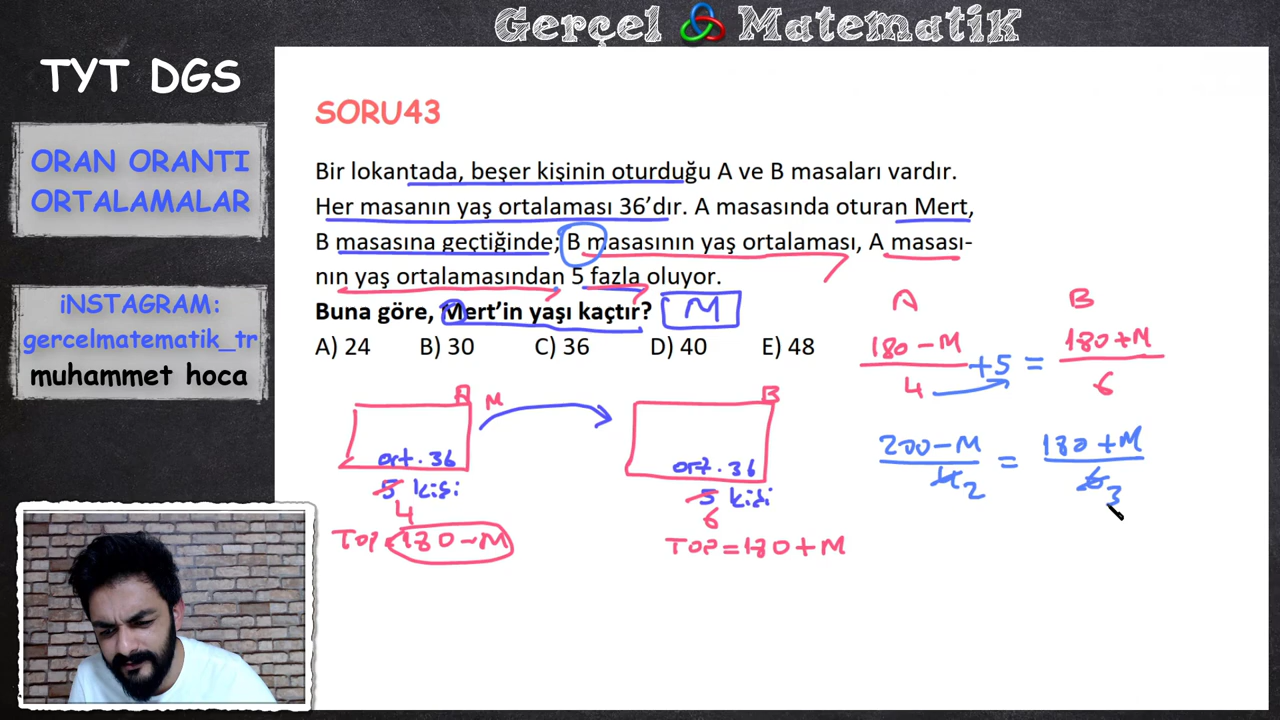 Gerçel Matematik
TYT DGS
ORAN ORANTI
ORTALAMALAR
iNSTAGRAM:
gercelmatematik_tr
muhammet hoca
SORU43
Bir lokantada, beşer kişinin oturduğu A ve B masaları vardır.
Her masanın yaş ortalaması 36’dır. A masasında oturan Mert,
B masasına geçtiğinde; B masasının yaş ortalaması, A masası-
nın yaş ortalamasından 5 fazla oluyor.
Buna göre, Mert’in yaşı kaçtır? M
A) 24 B) 30 C) 36 D) 40 E) 48
A B
180-M / 4 +5 = 180+M / 6
200-M / 4 2 = 180+M / 6 3
A M B
ort. 36 ort. 36
5 kişi 5 kişi
4 6
TOP=180-M TOP=180+M